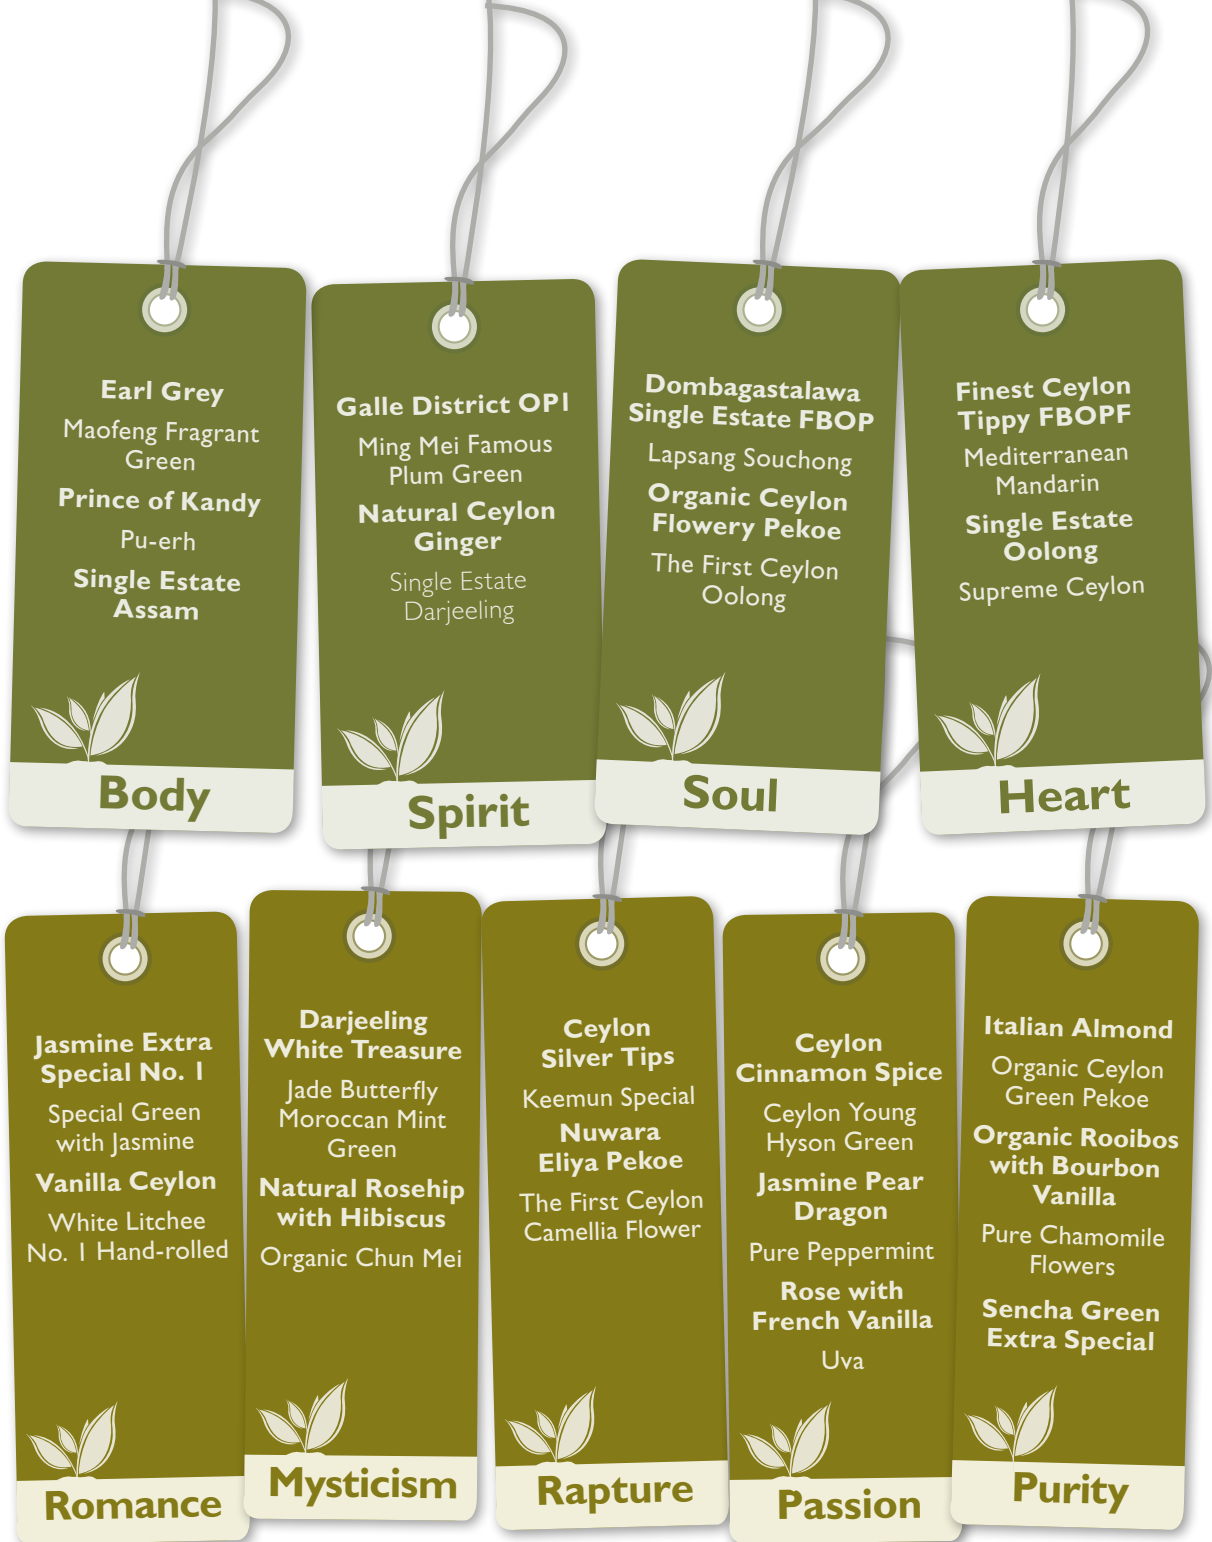 Earl Grey
Maofeng Fragrant
Green
Prince of Kandy
Pu-erh
Single Estate
Assam
Body
Galle District OP1
Ming Mei Famous
Plum Green
Natural Ceylon
Ginger
Single Estate
Darjeeling
Spirit
Dombagastalawa
Single Estate FBOP
Lapsang Souchong
Organic Ceylon
Flowery Pekoe
The First Ceylon
Oolong
Soul
Finest Ceylon
Tippy FBOPF
Mediterranean
Mandarin
Single Estate
Oolong
Supreme Ceylon
Heart
Jasmine Extra
Special No. 1
Special Green
with Jasmine
Vanilla Ceylon
White Litchee
No. 1 Hand-rolled
Romance
Darjeeling
White Treasure
Jade Butterfly
Moroccan Mint
Green
Natural Rosehip
with Hibiscus
Organic Chun Mei
Mysticism
Ceylon
Silver Tips
Keemun Special
Nuwara
Eliya Pekoe
The First Ceylon
Camellia Flower
Rapture
Ceylon
Cinnamon Spice
Ceylon Young
Hyson Green
Jasmine Pear
Dragon
Pure Peppermint
Rose with
French Vanilla
Uva
Passion
Italian Almond
Organic Ceylon
Green Pekoe
Organic Rooibos
with Bourbon
Vanilla
Pure Chamomile
Flowers
Sencha Green
Extra Special
Purity